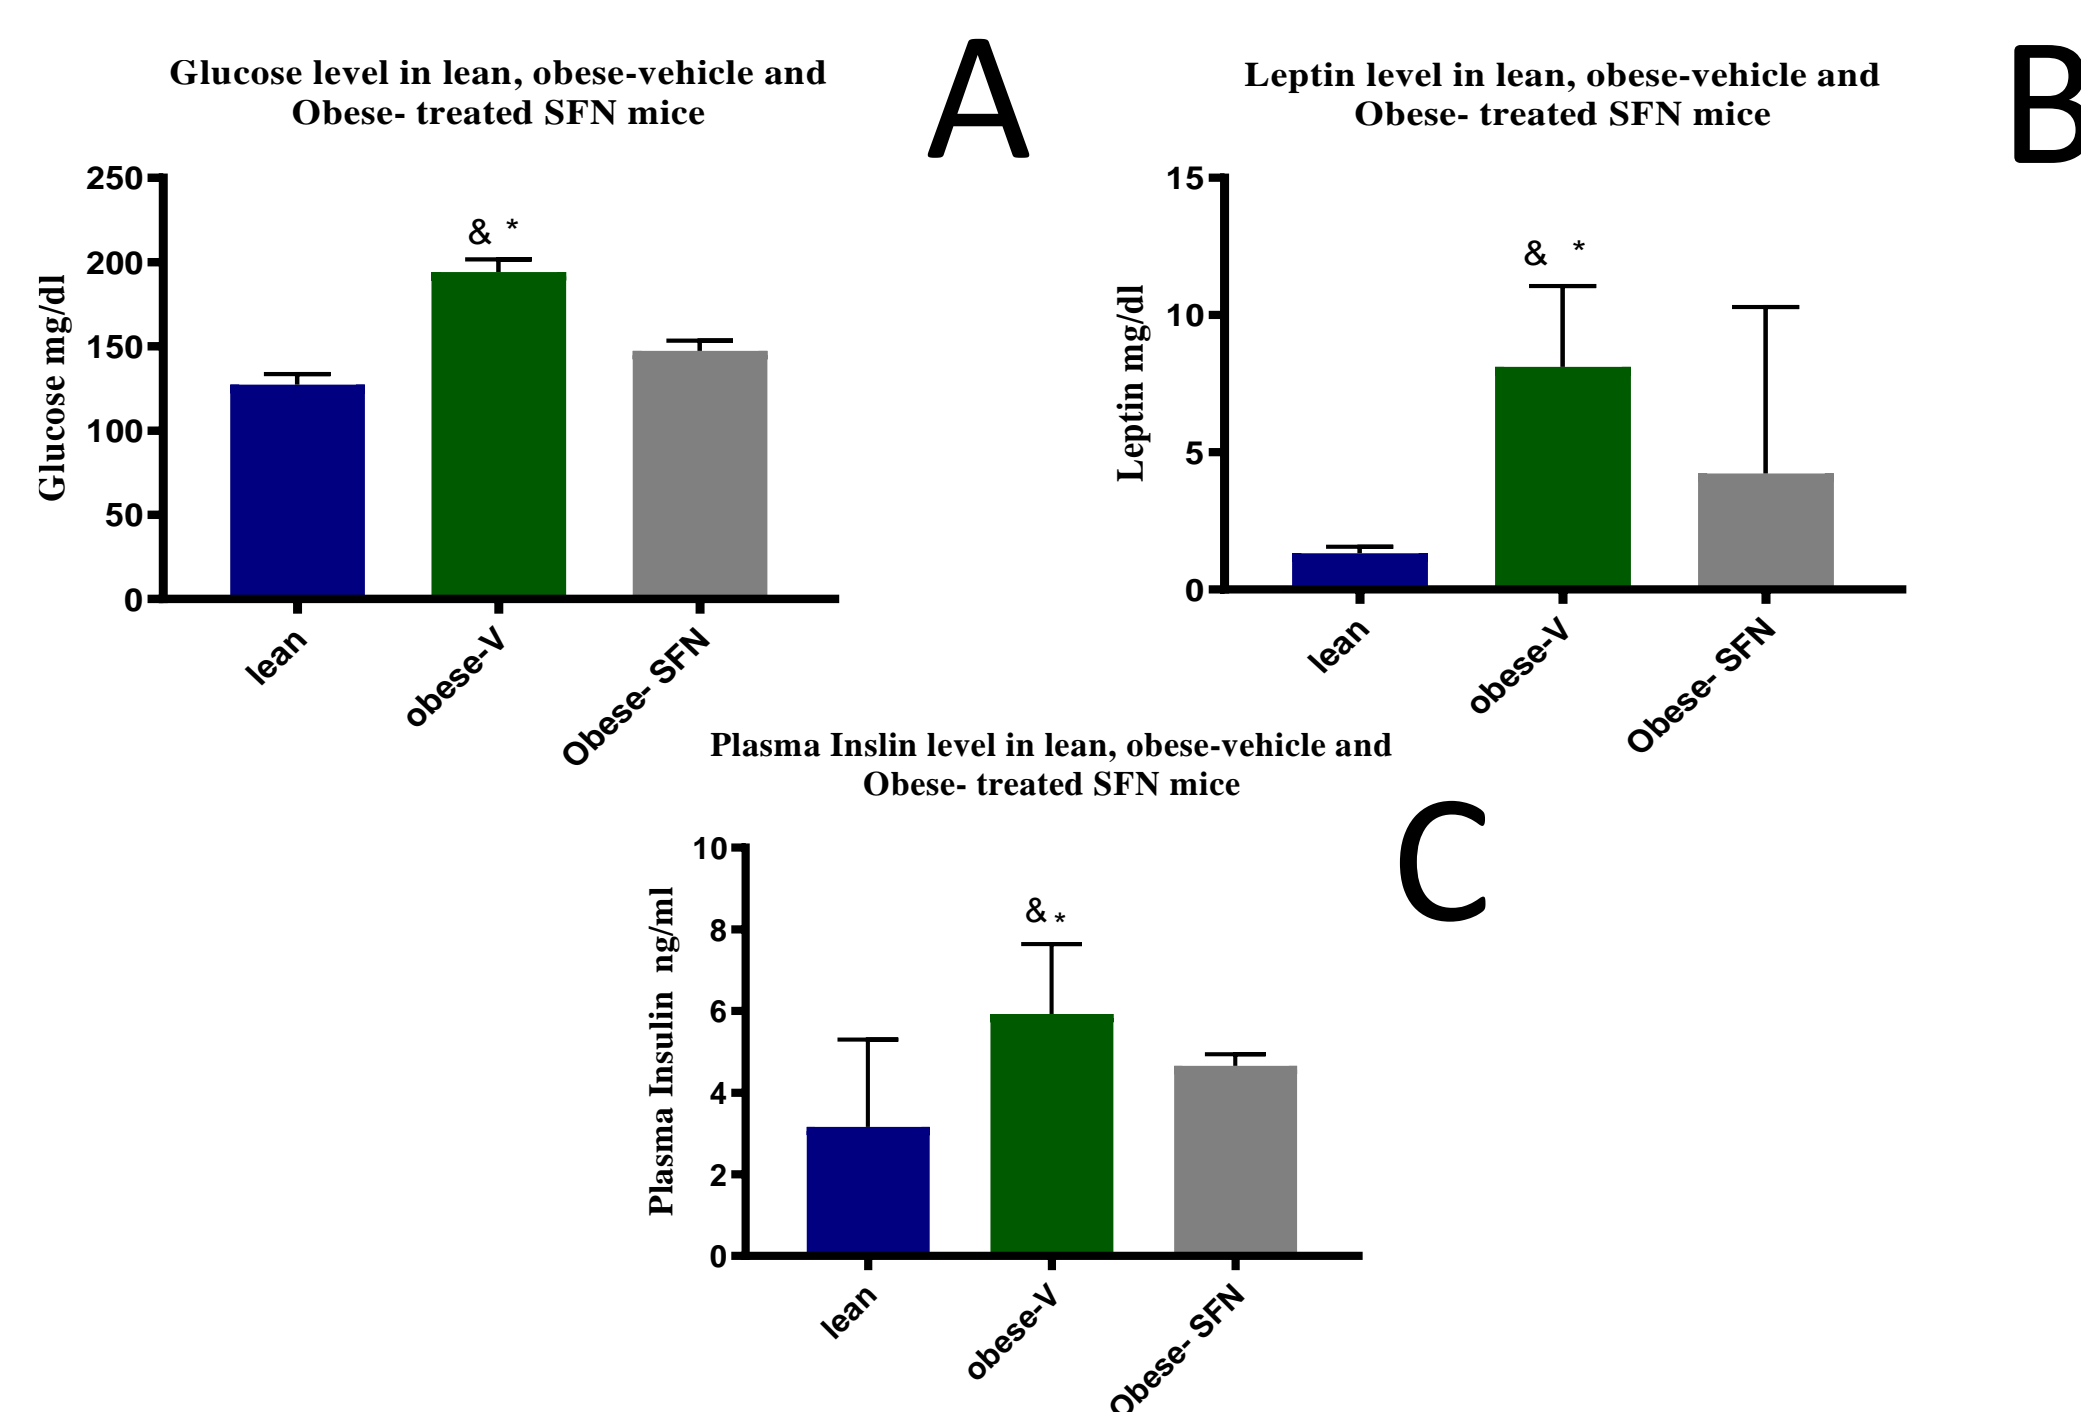 Glucose level in lean, obese-vehicle and
Obese- treated SFN mice
A
250
200
150
100
50
0
Glucose mg/dl
& *
lean
obese-V
Obese- SFN
Leptin level in lean, obese-vehicle and
Obese- treated SFN mice
B
15
10
5
0
Leptin mg/dl
& *
lean
obese-V
Obese- SFN
Plasma Inslin level in lean, obese-vehicle and
Obese- treated SFN mice
C
10
8
6
4
2
0
Plasma Insulin ng/ml
& *
lean
obese-V
Obese- SFN